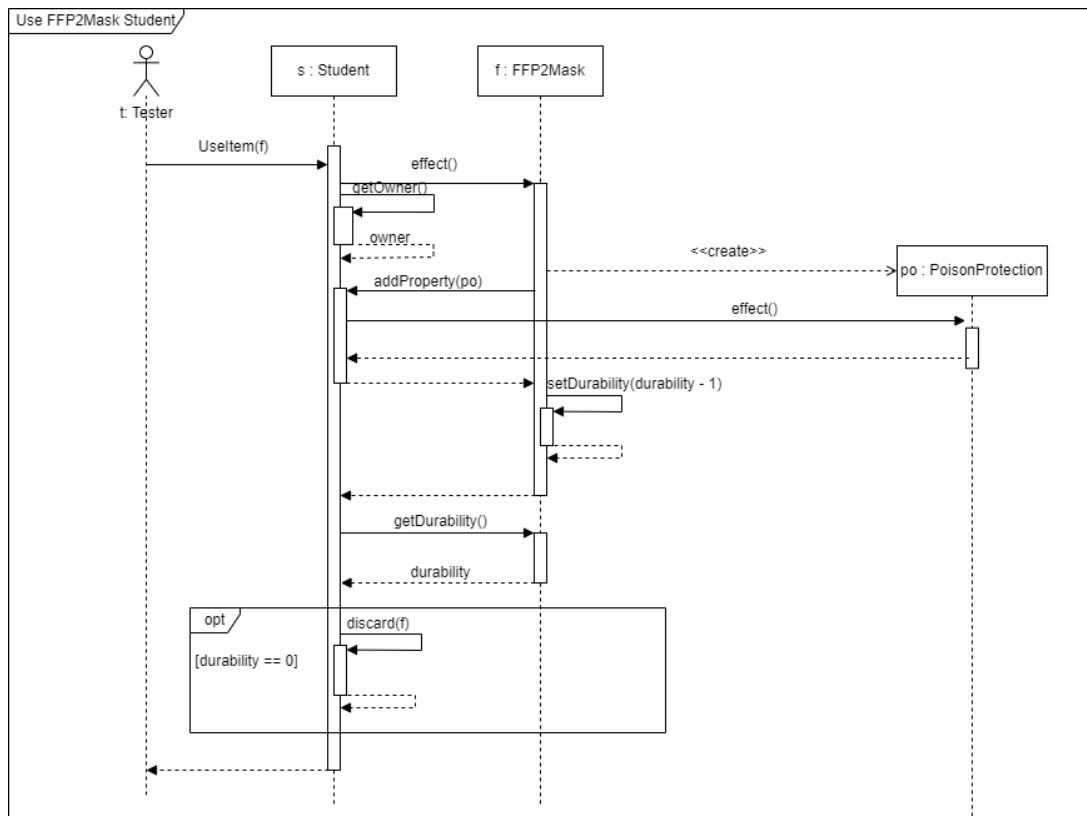 Use FFP2Mask Student
s : Student
f : FFP2Mask
t: Tester
UseItem(f)
effect()
getOwner()
owner
<<create>>
po : PoisonProtection
addProperty(po)
effect()
setDurability(durability - 1)
getDurability()
durability
opt
discard(f)
[durability == 0]